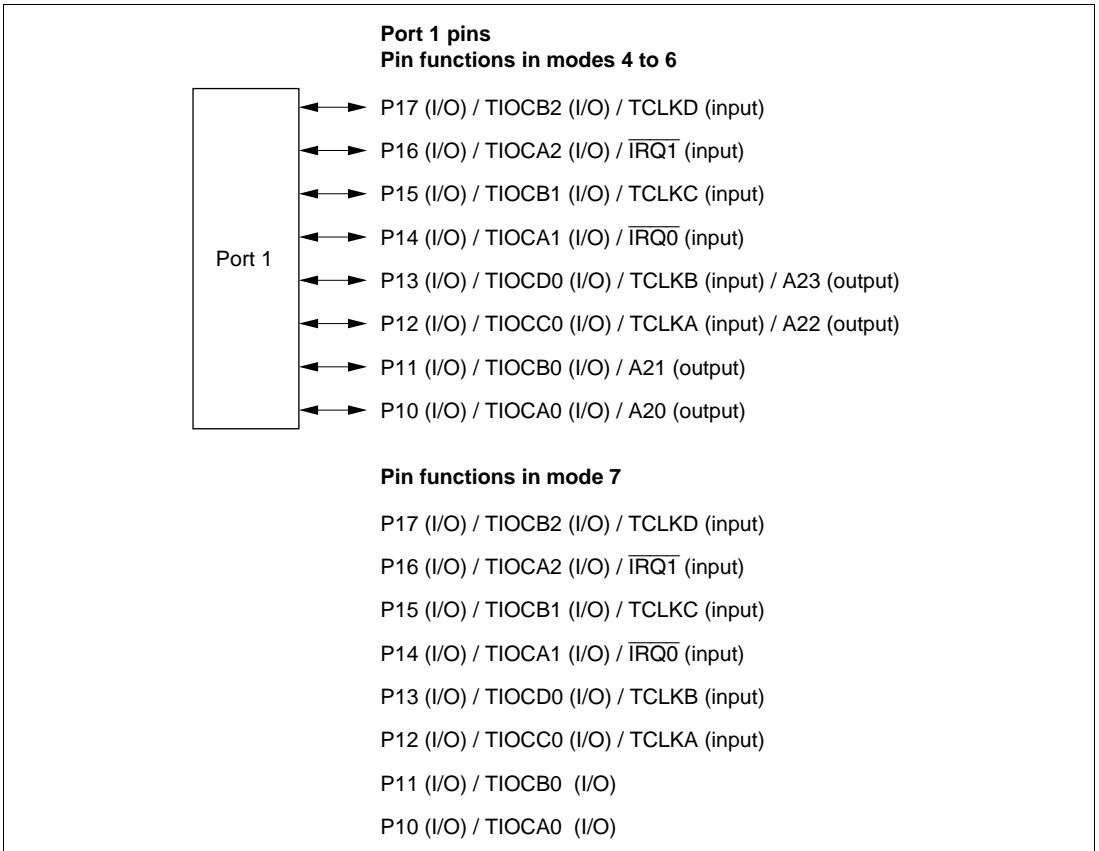 Port 1 pins
Pin functions in modes 4 to 6
P17 (I/O) / TIOCB2 (I/O) / TCLKD (input)
P16 (I/O) / TIOCA2 (I/O) / I̅R̅Q̅1̅ (input)
P15 (I/O) / TIOCB1 (I/O) / TCLKC (input)
P14 (I/O) / TIOCA1 (I/O) / I̅R̅Q̅0̅ (input)
Port 1
P13 (I/O) / TIOCD0 (I/O) / TCLKB (input) / A23 (output)
P12 (I/O) / TIOCC0 (I/O) / TCLKA (input) / A22 (output)
P11 (I/O) / TIOCB0 (I/O) / A21 (output)
P10 (I/O) / TIOCA0 (I/O) / A20 (output)
Pin functions in mode 7
P17 (I/O) / TIOCB2 (I/O) / TCLKD (input)
P16 (I/O) / TIOCA2 (I/O) / I̅R̅Q̅1̅ (input)
P15 (I/O) / TIOCB1 (I/O) / TCLKC (input)
P14 (I/O) / TIOCA1 (I/O) / I̅R̅Q̅0̅ (input)
P13 (I/O) / TIOCD0 (I/O) / TCLKB (input)
P12 (I/O) / TIOCC0 (I/O) / TCLKA (input)
P11 (I/O) / TIOCB0 (I/O)
P10 (I/O) / TIOCA0 (I/O)